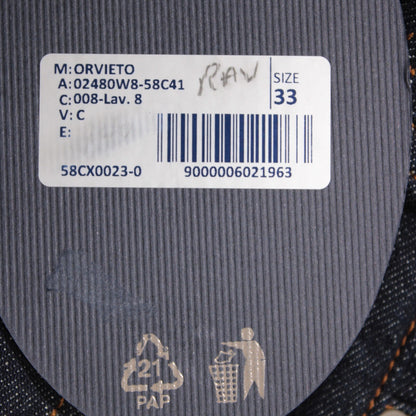 M: ORVIETO
A: 02480W8-58C41
C: 008-Lav. 8
V: C
E:
RAW
SIZE
33
58CX0023-0
9000006021963
21
PAP